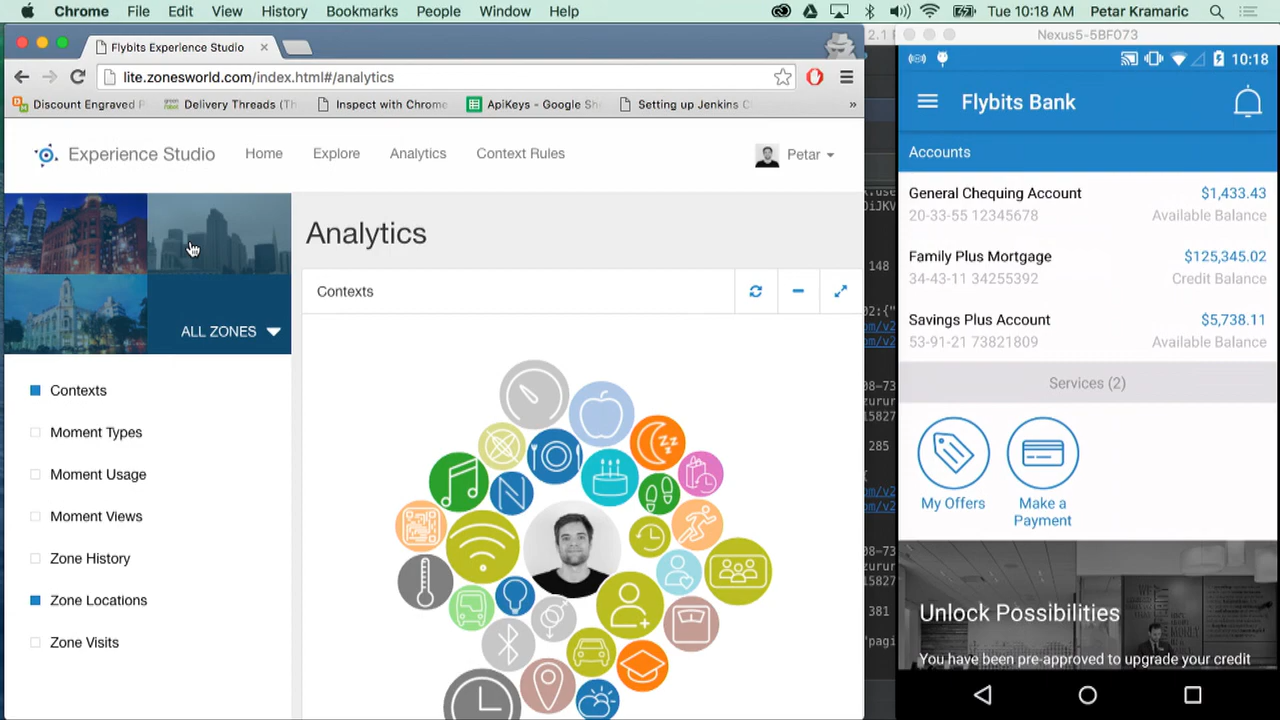 Chrome File Edit View History Bookmarks People Window Help Tue 10:18 AM Petar Kramaric
Flybits Experience Studio
lite.zonesworld.com/index.html#/analytics
Discount Engraved P Delivery Threads (Th Inspect with Chrome ApiKeys - Google Sh Setting up Jenkins C »
Experience Studio Home Explore Analytics Context Rules Petar
ALL ZONES
Contexts
Moment Types
Moment Usage
Moment Views
Zone History
Zone Locations
Zone Visits
Analytics
Contexts
2.1
148
285
381
Nexus5-5BF073
10:18
Flybits Bank
Accounts
General Chequing Account $1,433.43
20-33-55 12345678 Available Balance
Family Plus Mortgage $125,345.02
34-43-11 34255392 Credit Balance
Savings Plus Account $5,738.11
53-91-21 73821809 Available Balance
Services (2)
My Offers
Make a
Payment
Unlock Possibilities
You have been pre-approved to upgrade your credit